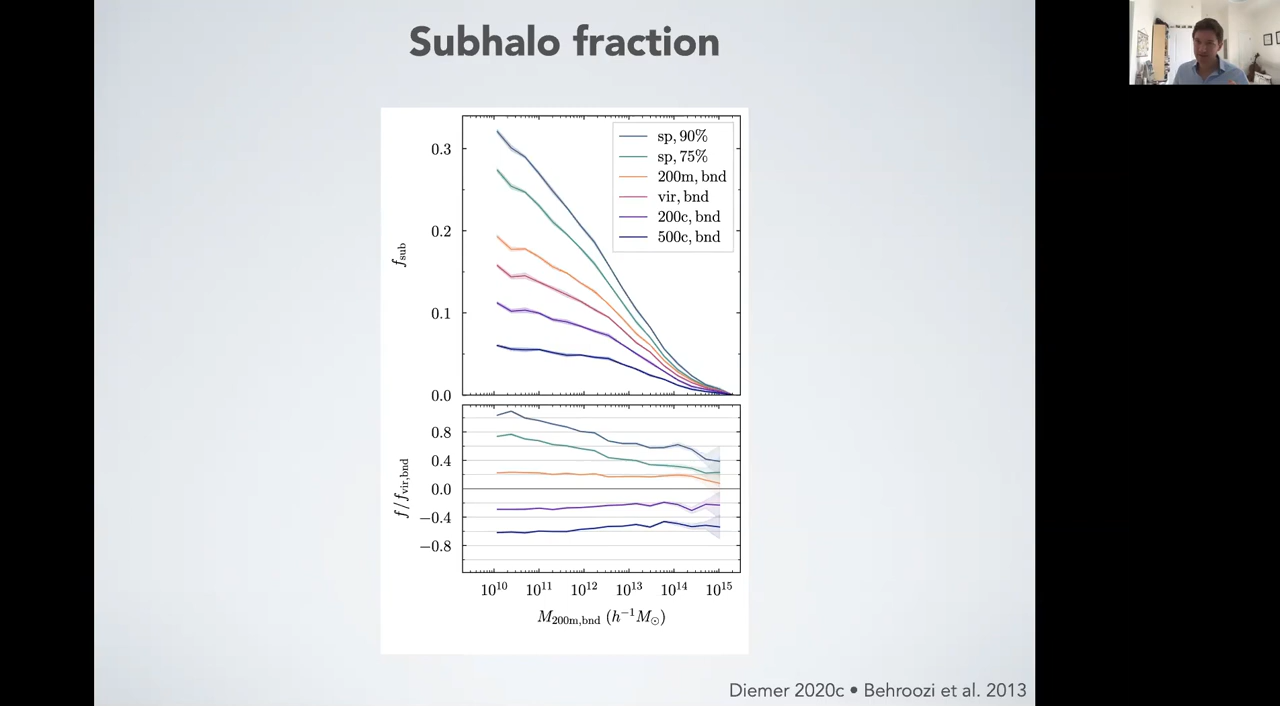 Subhalo fraction
sp, 90%
sp, 75%
200m, bnd
vir, bnd
200c, bnd
500c, bnd
0.3
0.2
0.1
0.0
f_sub
0.8
0.4
0.0
−0.4
−0.8
f/f_vir,bnd
10^10 10^11 10^12 10^13 10^14 10^15
M_200m,bnd (h^−1 M_⊙)
Diemer 2020c • Behroozi et al. 2013